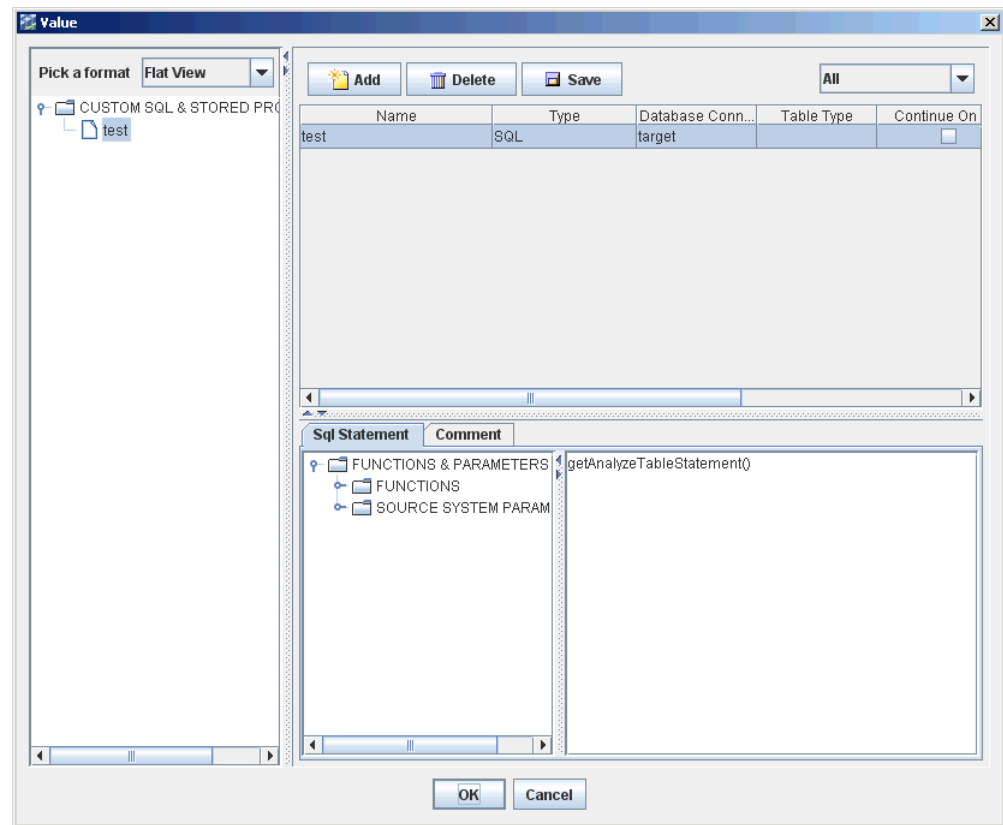 Value
Pick a format Flat View
CUSTOM SQL & STORED PRO
test
Add Delete Save All
Name Type Database Conn... Table Type Continue On
test SQL target
Sql Statement Comment
FUNCTIONS & PARAMETERS
FUNCTIONS
SOURCE SYSTEM PARAM
getAnalyzeTableStatement()
OK Cancel